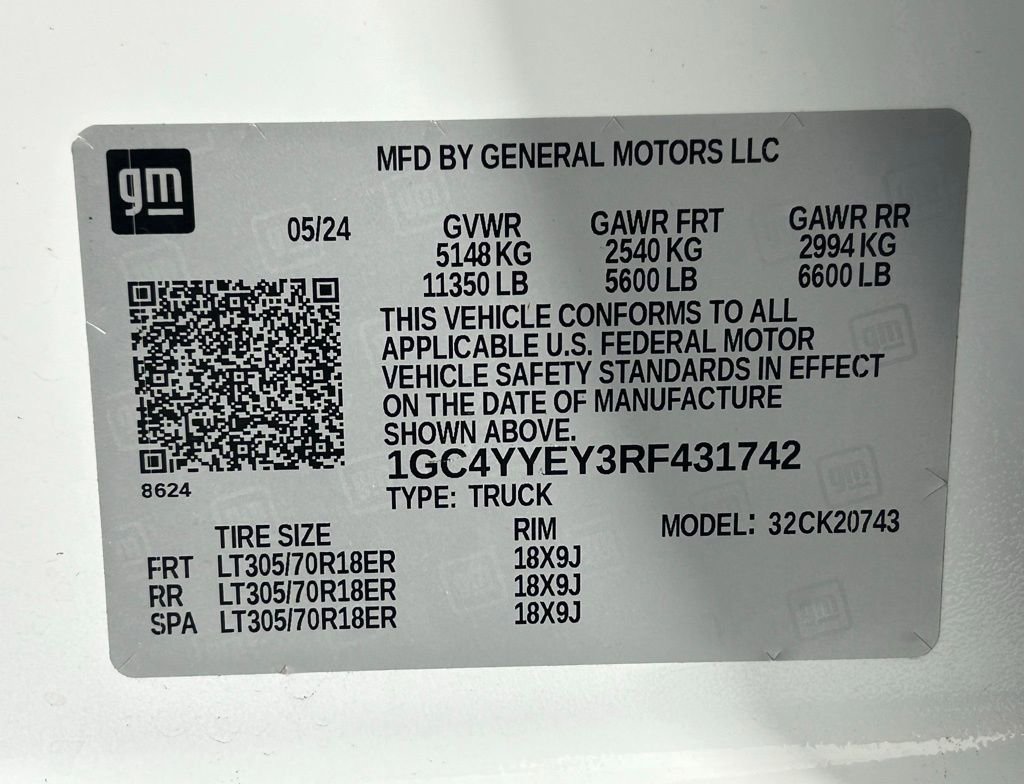 gm
MFD BY GENERAL MOTORS LLC
05/24 GVWR GAWR FRT GAWR RR
5148 KG 2540 KG 2994 KG
11350 LB 5600 LB 6600 LB
THIS VEHICLE CONFORMS TO ALL
APPLICABLE U.S. FEDERAL MOTOR
VEHICLE SAFETY STANDARDS IN EFFECT
ON THE DATE OF MANUFACTURE
SHOWN ABOVE.
1GC4YYEY3RF431742
8624
TYPE: TRUCK
TIRE SIZE RIM MODEL: 32CK20743
FRT LT305/70R18ER 18X9J
RR LT305/70R18ER 18X9J
SPA LT305/70R18ER 18X9J